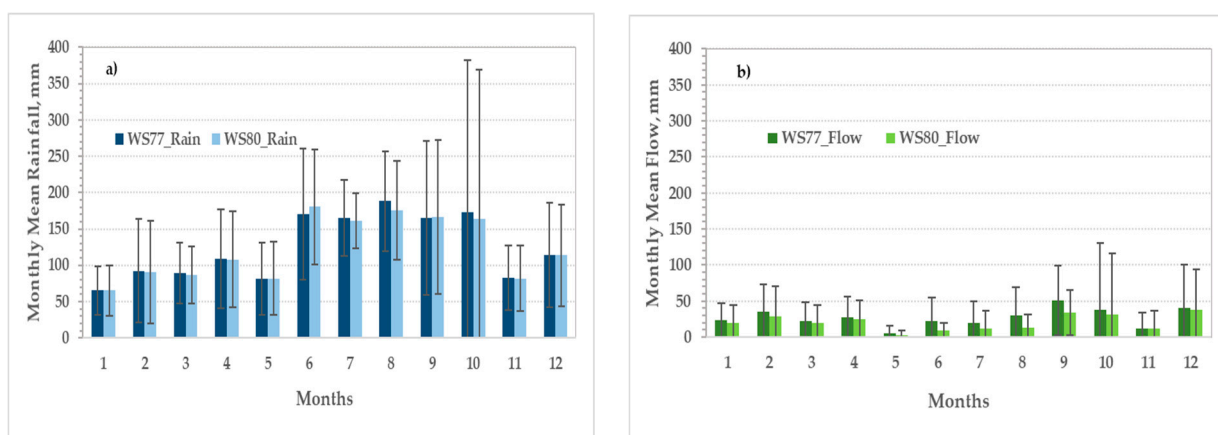 a)
Monthly Mean Rainfall, mm
400
350
300
250
200
150
100
50
0
WS77_Rain WS80_Rain
1 2 3 4 5 6 7 8 9 10 11 12
Months
b)
Monthly Mean Flow, mm
400
350
300
250
200
150
100
50
0
WS77_Flow WS80_Flow
1 2 3 4 5 6 7 8 9 10 11 12
Months